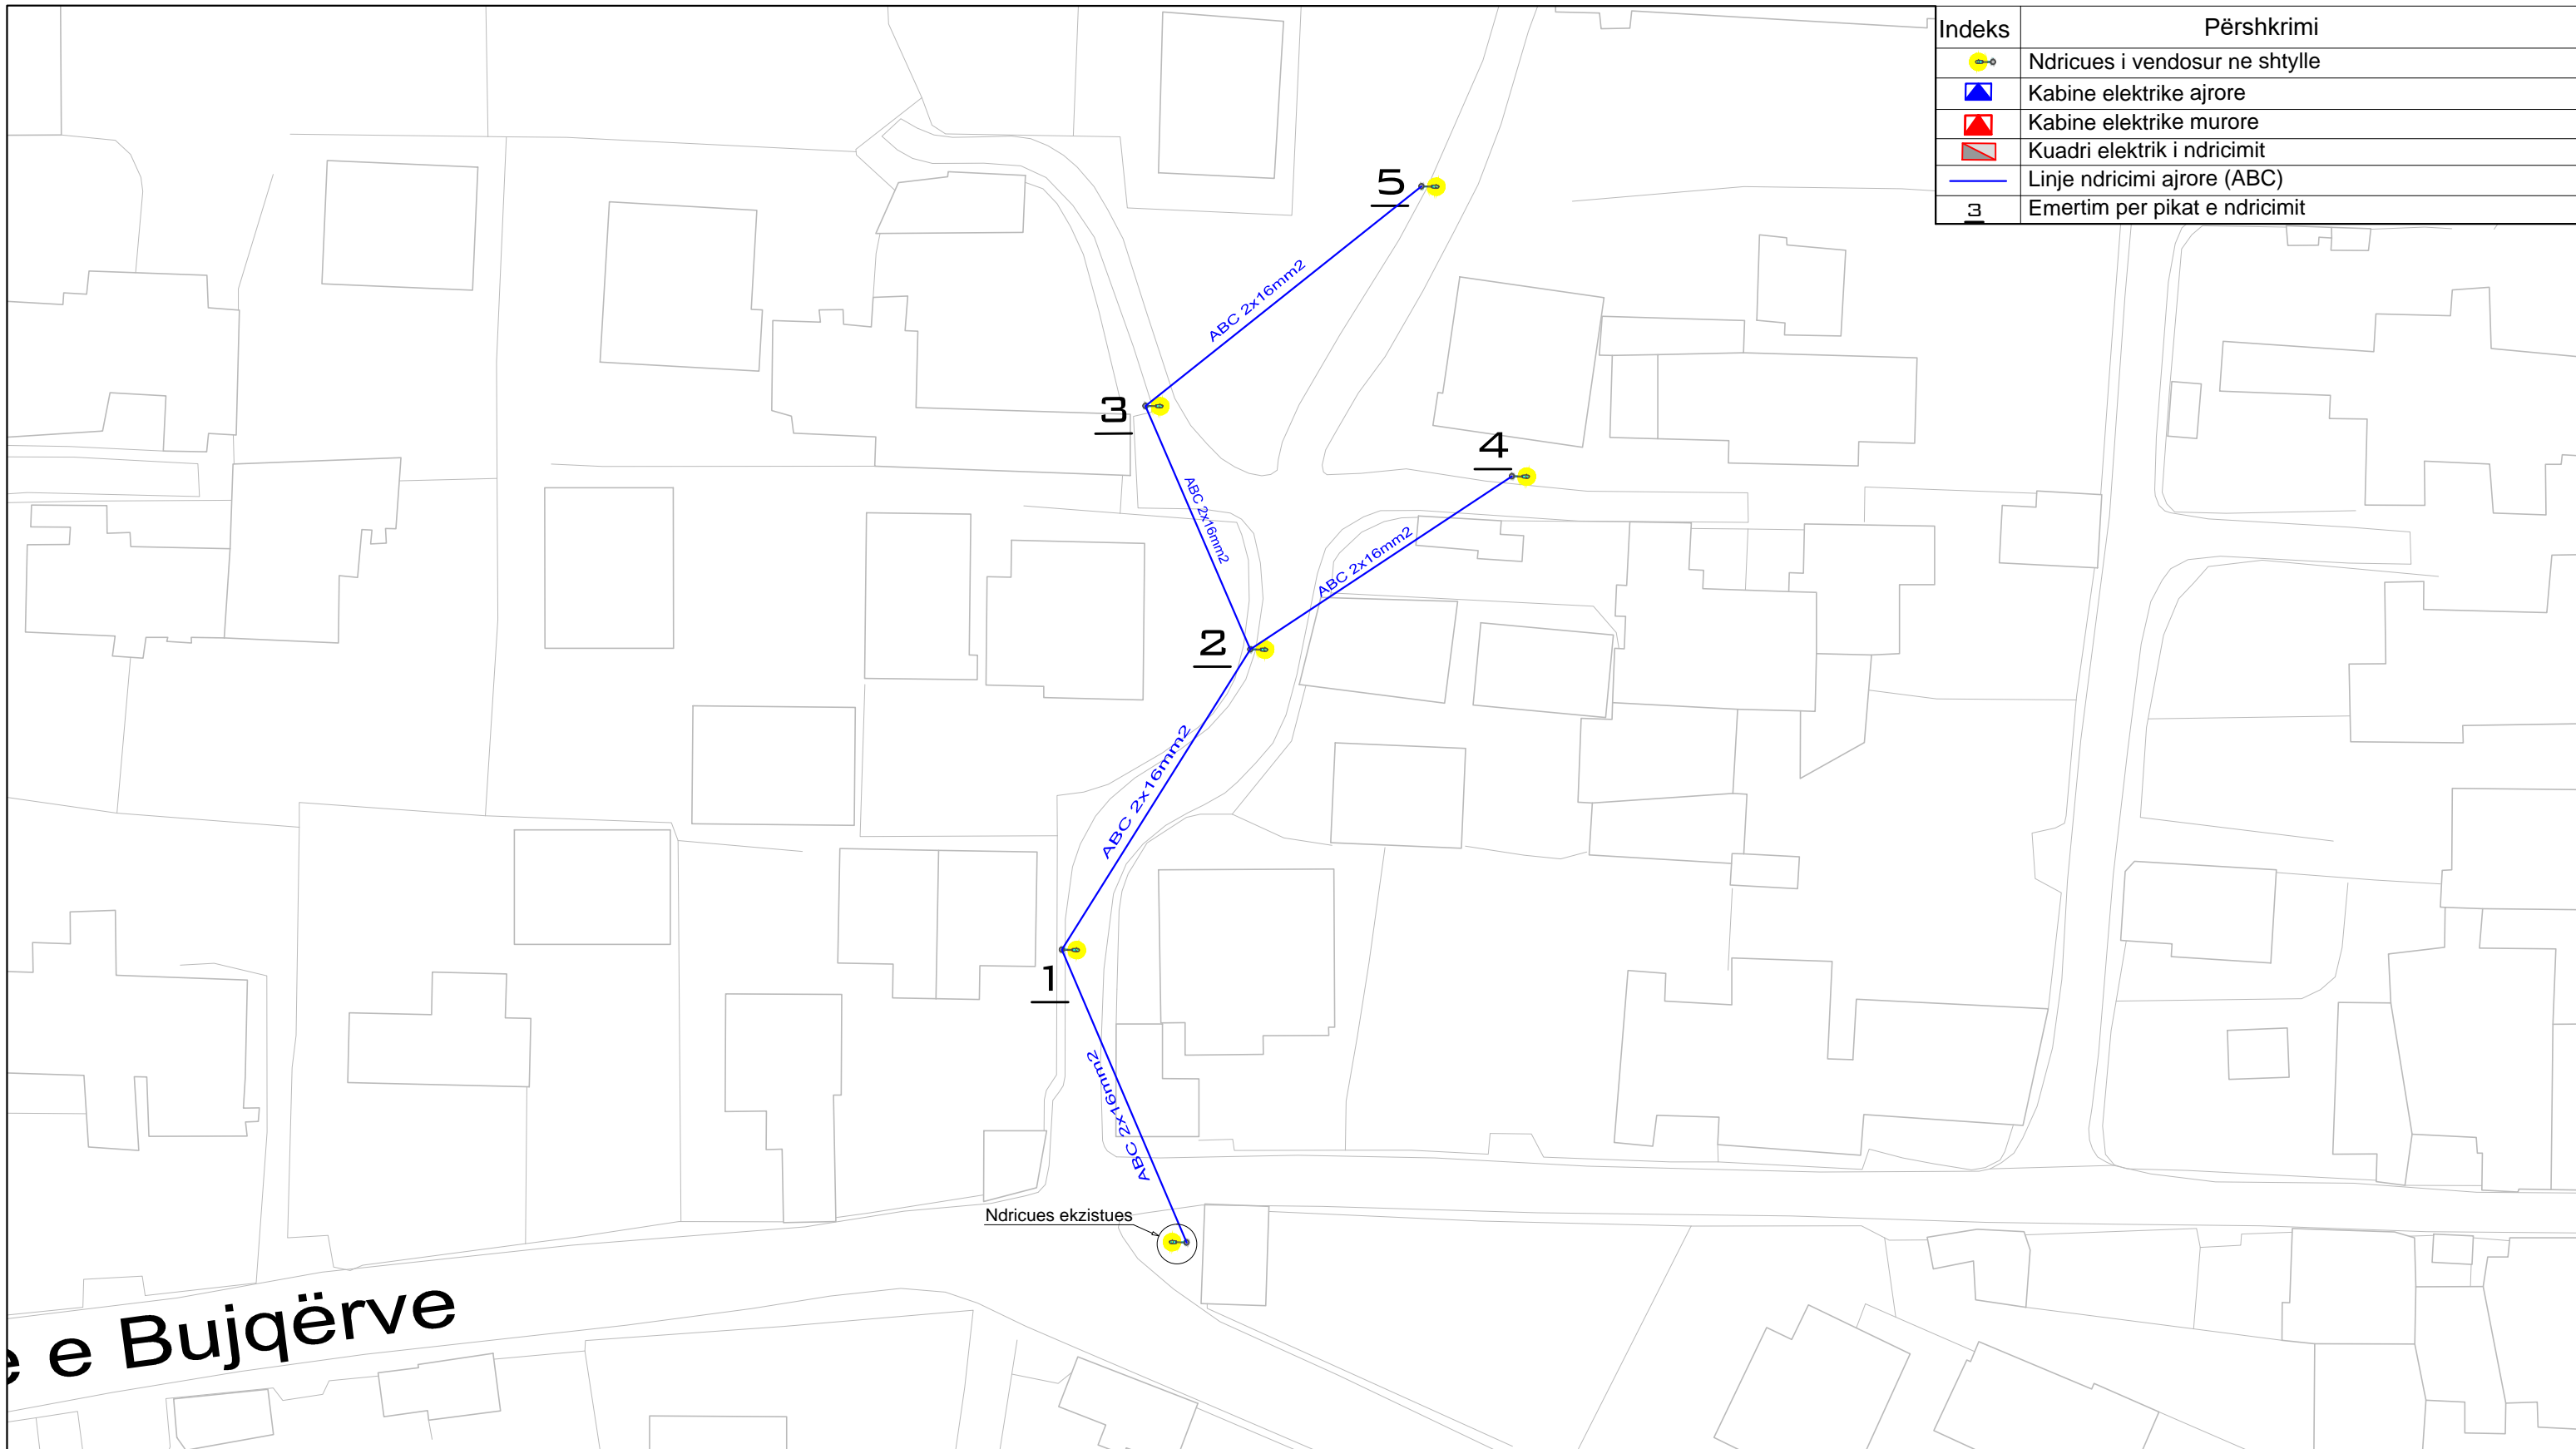 Indeks Përshkrimi
Ndricues i vendosur ne shtylle
Kabine elektrike ajrore
Kabine elektrike murore
Kuadri elektrik i ndricimit
Linje ndricimi ajrore (ABC)
3 Emertim per pikat e ndricimit
5
ABC 2x16mm2
3
4
ABC 2x16mm2
ABC 2x16mm2
2
ABC 2x16mm2
1
ABC 2x16mm2
Ndricues ekzistues
e Bujqërve